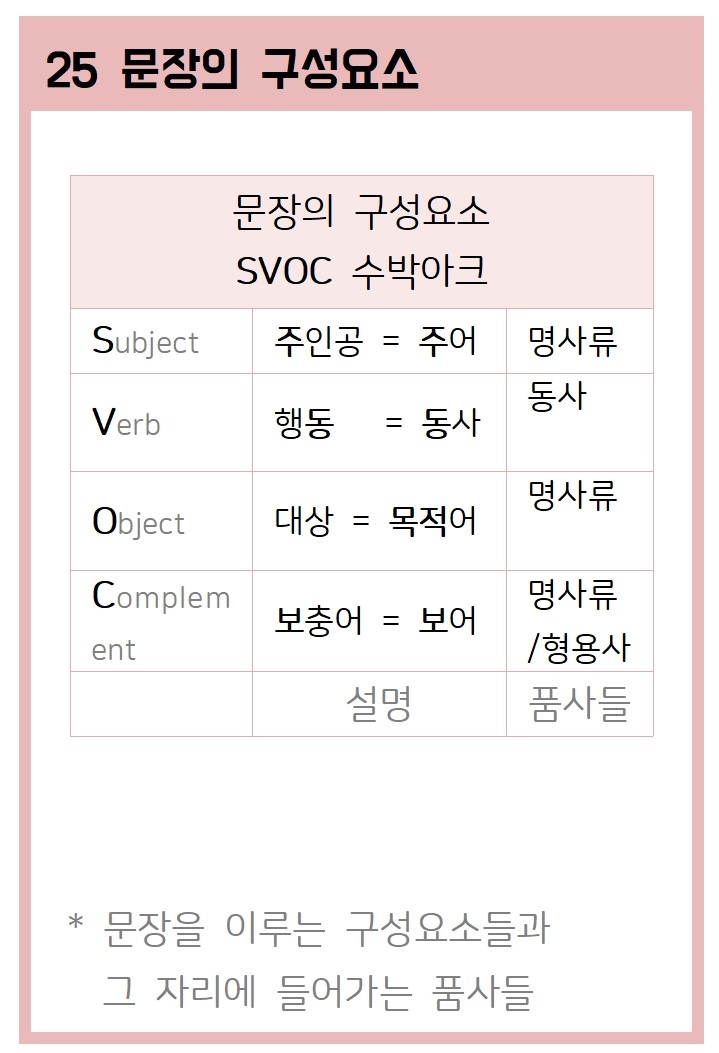 25 문장의 구성요소
문장의 구성요소
SVOC 수박아크
Subject 주인공 = 주어 명사류
Verb 행동 = 동사 동사
Object 대상 = 목적어 명사류
Complem
ent 보충어 = 보어 명사류
/형용사
설명 품사들
* 문장을 이루는 구성요소들과
그 자리에 들어가는 품사들